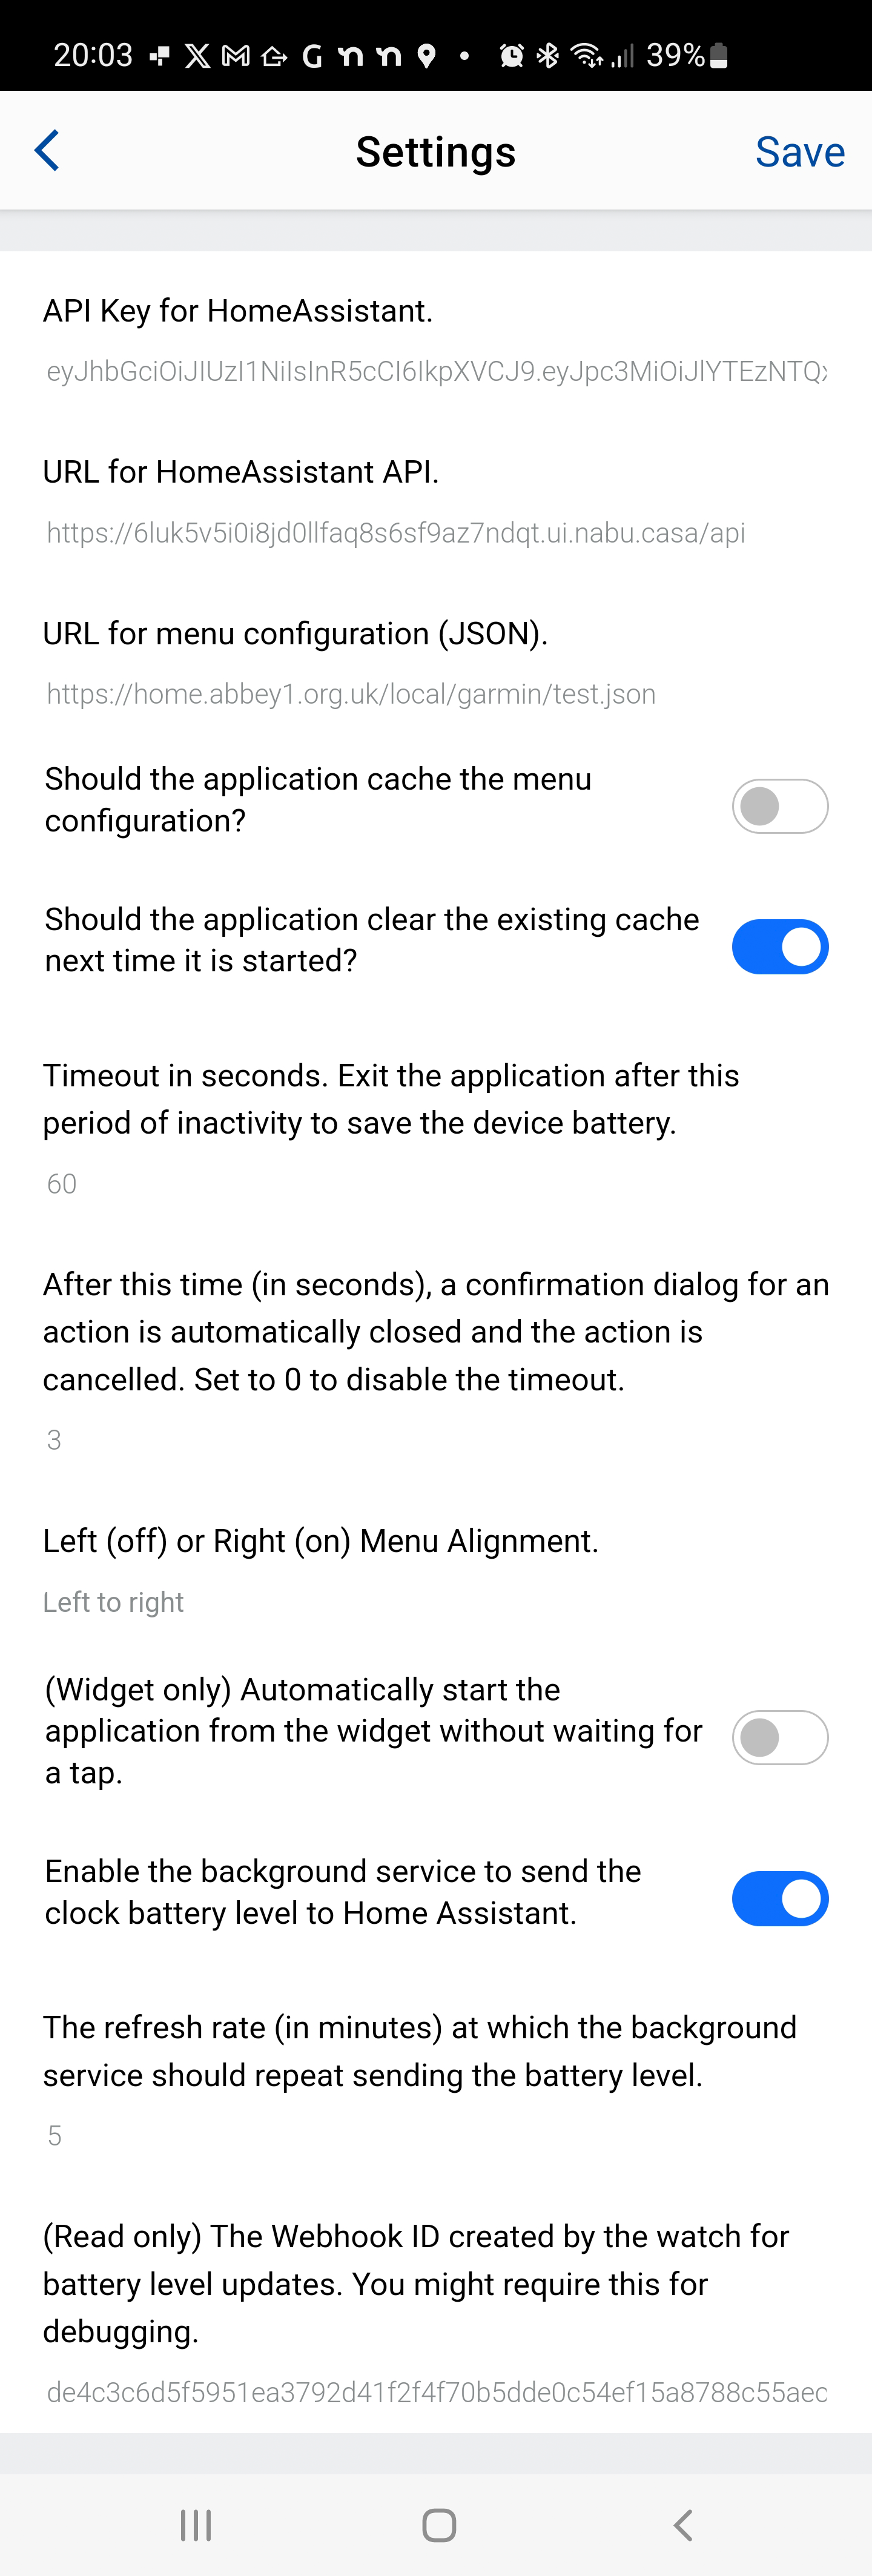 20:03 39%
Settings Save
API Key for HomeAssistant.
eyJhbGciOiJIUzI1NiIsInR5cCI6IkpXVCJ9.eyJpc3MiOiJlYTEzNTQ
URL for HomeAssistant API.
https://6luk5v5i0i8jd0llfaq8s6sf9az7ndqt.ui.nabu.casa/api
URL for menu configuration (JSON).
https://home.abbey1.org.uk/local/garmin/test.json
Should the application cache the menu
configuration?
Should the application clear the existing cache
next time it is started?
Timeout in seconds. Exit the application after this
period of inactivity to save the device battery.
60
After this time (in seconds), a confirmation dialog for an
action is automatically closed and the action is
cancelled. Set to 0 to disable the timeout.
3
Left (off) or Right (on) Menu Alignment.
Left to right
(Widget only) Automatically start the
application from the widget without waiting for
a tap.
Enable the background service to send the
clock battery level to Home Assistant.
The refresh rate (in minutes) at which the background
service should repeat sending the battery level.
5
(Read only) The Webhook ID created by the watch for
battery level updates. You might require this for
debugging.
de4c3c6d5f5951ea3792d41f2f4f70b5dde0c54ef15a8788c55aec